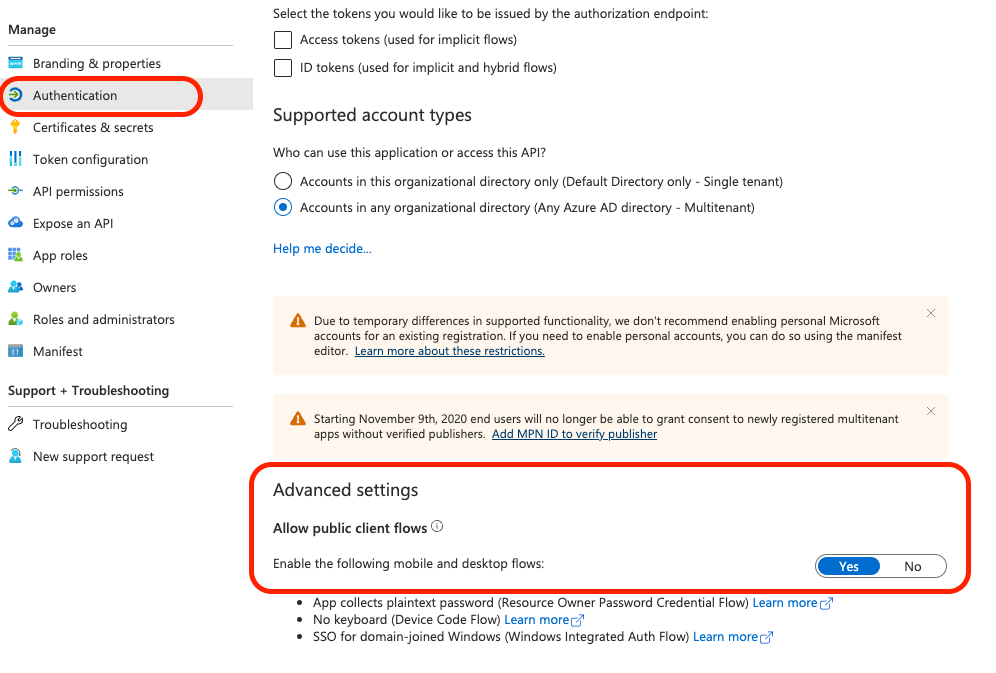 Manage
Branding & properties
Authentication
Certificates & secrets
Token configuration
API permissions
Expose an API
App roles
Owners
Roles and administrators
Manifest
Support + Troubleshooting
Troubleshooting
New support request
Select the tokens you would like to be issued by the authorization endpoint:
Access tokens (used for implicit flows)
ID tokens (used for implicit and hybrid flows)
Supported account types
Who can use this application or access this API?
Accounts in this organizational directory only (Default Directory only - Single tenant)
Accounts in any organizational directory (Any Azure AD directory - Multitenant)
Help me decide...
Due to temporary differences in supported functionality, we don't recommend enabling personal Microsoft
accounts for an existing registration. If you need to enable personal accounts, you can do so using the manifest
editor. Learn more about these restrictions.
Starting November 9th, 2020 end users will no longer be able to grant consent to newly registered multitenant
apps without verified publishers. Add MPN ID to verify publisher
Advanced settings
Allow public client flows
Enable the following mobile and desktop flows:
Yes No
• App collects plaintext password (Resource Owner Password Credential Flow) Learn more
• No keyboard (Device Code Flow) Learn more
• SSO for domain-joined Windows (Windows Integrated Auth Flow) Learn more